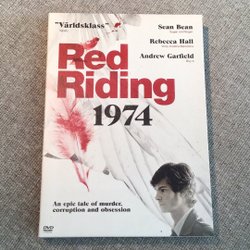 "Världsklass"
Sean Bean
Rebecca Hall
Andrew Garfield
Red
Riding
1974
An epic tale of murder,
corruption and obsession
DVD